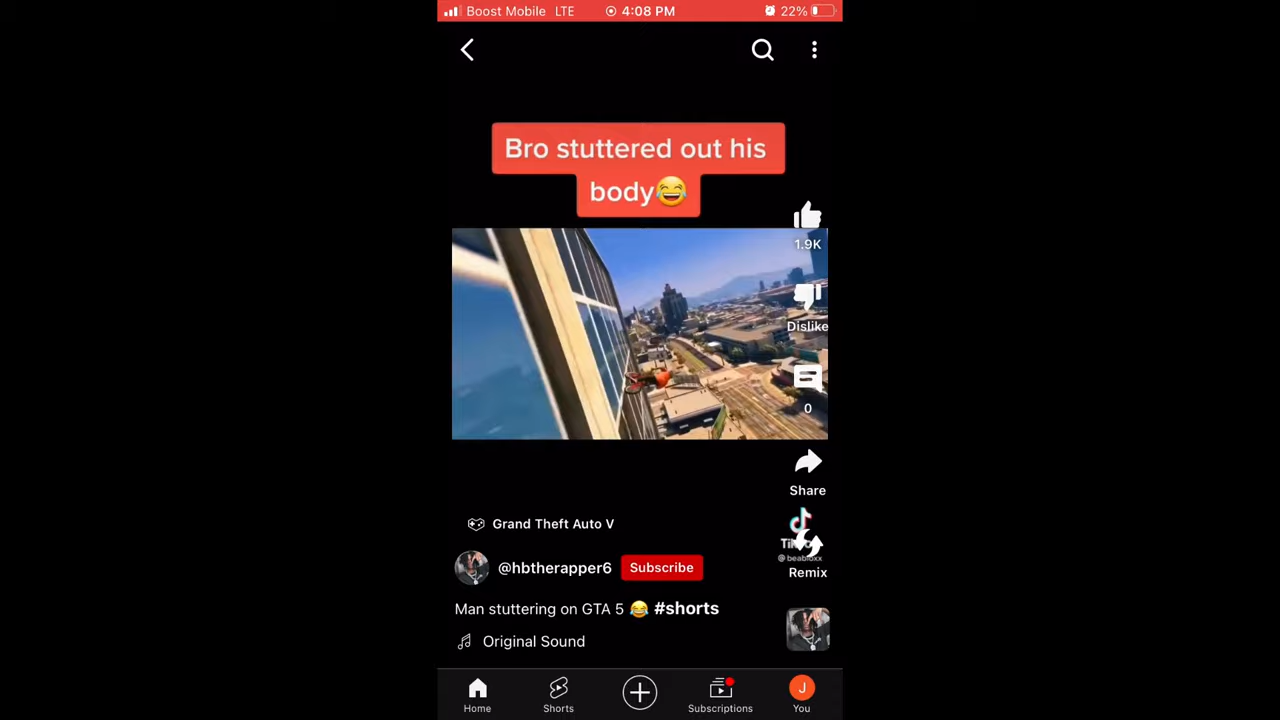 Boost Mobile LTE 4:08 PM 22%
Bro stuttered out his
body😂
1.9K
Dislike
0
Share
Grand Theft Auto V
@beabloxx
Remix
@hbtherapper6 Subscribe
Man stuttering on GTA 5 😂 #shorts
Original Sound
Home Shorts Subscriptions J You